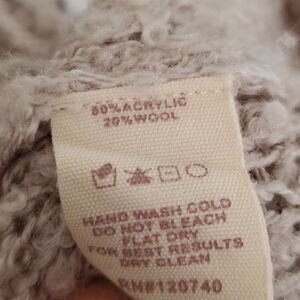 80% ACRYLIC
20% WOOL
HAND WASH COLD
DO NOT BLEACH
FLAT DRY
FOR BEST RESULTS
DRY CLEAN
RN#120740